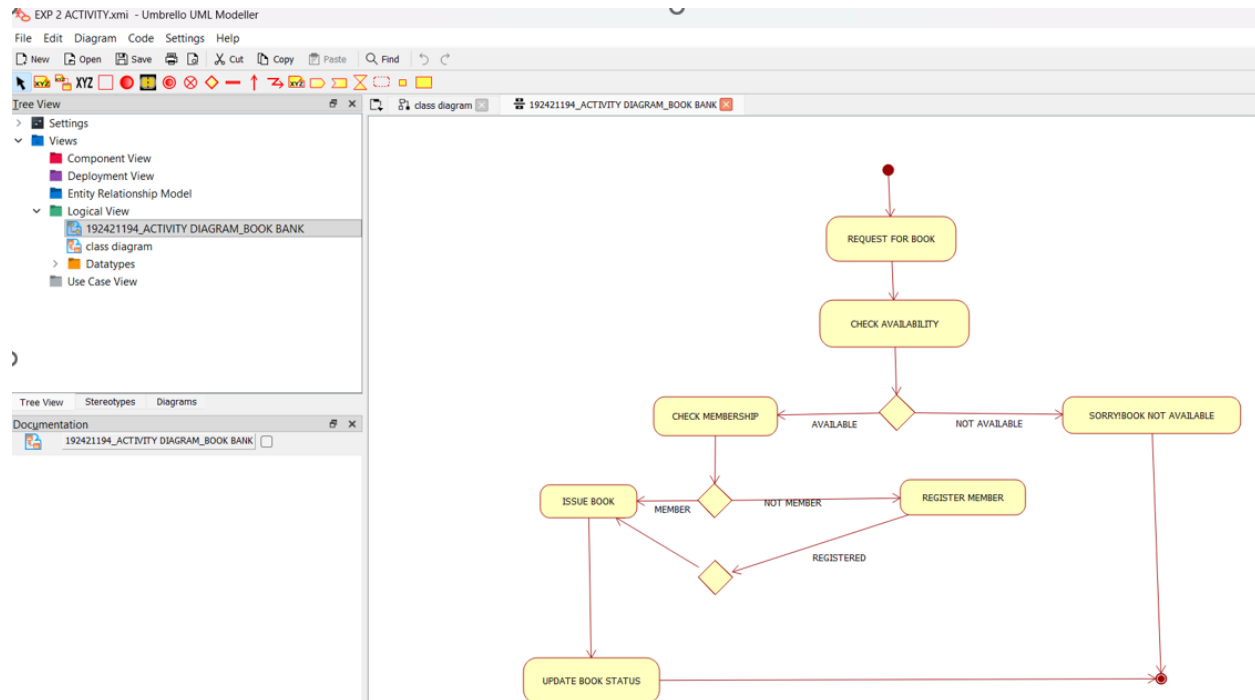 EXP 2 ACTIVITY.xmi - Umbrello UML Modeller
File Edit Diagram Code Settings Help
New Open Save Cut Copy Paste Find
XYZ
Tree View
class diagram
192421194_ACTIVITY DIAGRAM_BOOK BANK
Settings
Views
Component View
Deployment View
Entity Relationship Model
Logical View
192421194_ACTIVITY DIAGRAM_BOOK BANK
class diagram
Datatypes
Use Case View
Tree View Stereotypes Diagrams
Documentation
192421194_ACTIVITY DIAGRAM_BOOK BANK
REQUEST FOR BOOK
CHECK AVAILABILITY
CHECK MEMBERSHIP
AVAILABLE
NOT AVAILABLE
SORRY!BOOK NOT AVAILABLE
ISSUE BOOK
MEMBER
NOT MEMBER
REGISTER MEMBER
REGISTERED
UPDATE BOOK STATUS